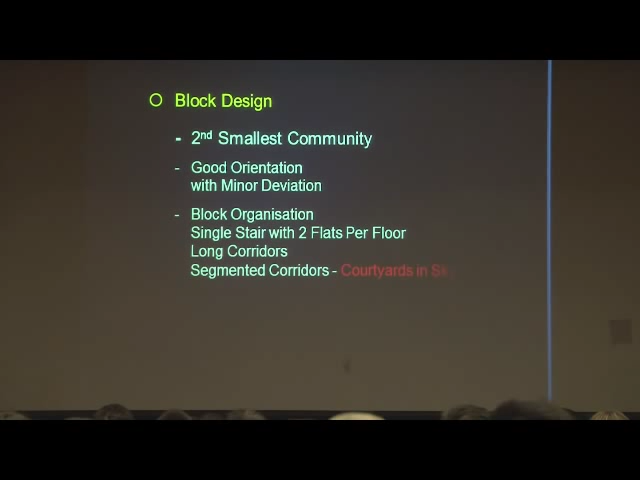 Block Design
- 2nd Smallest Community
- Good Orientation
with Minor Deviation
- Block Organisation
Single Stair with 2 Flats Per Floor
Long Corridors
Segmented Corridors - Courtyards in